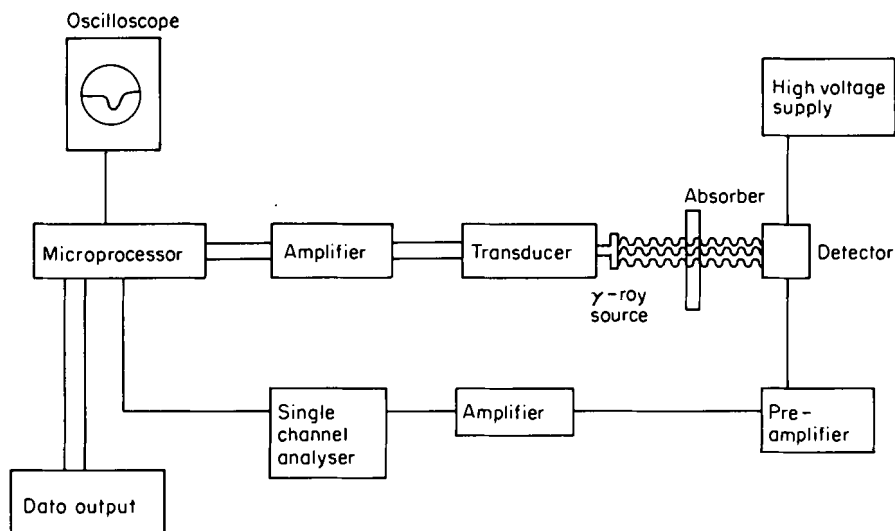 Oscilloscope
High voltage
supply
Absorber
Microprocessor
Amplifier
Transducer
Detector
γ-roy
source
Single
channel
analyser
Amplifier
Pre-
amplifier
Dato output